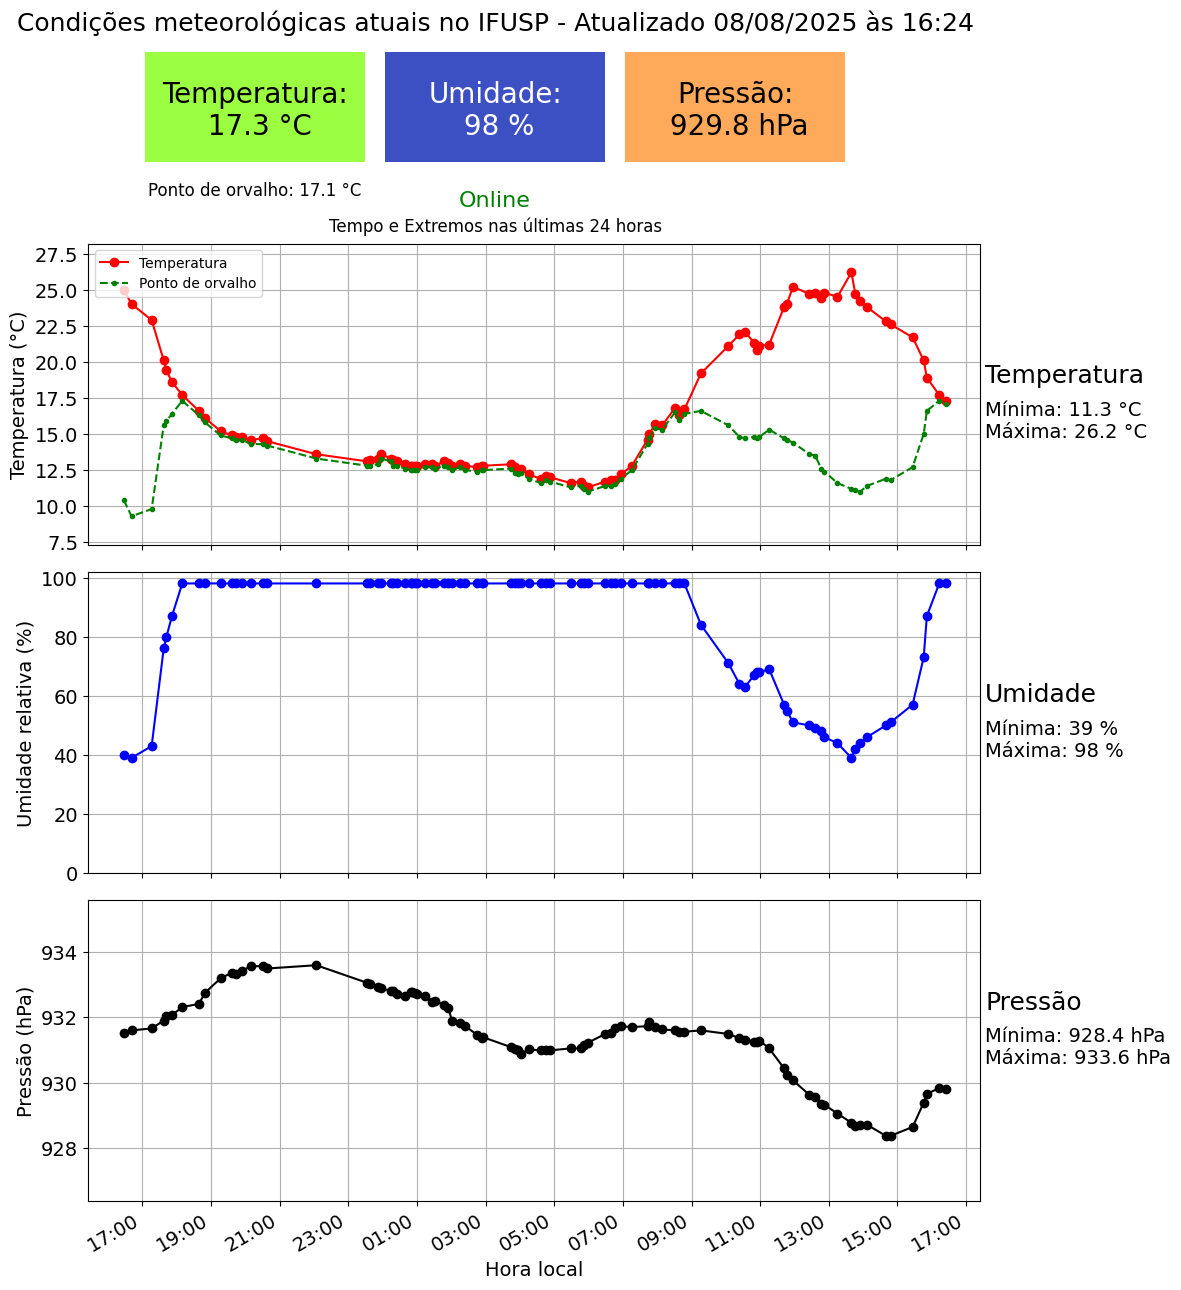 Condições meteorológicas atuais no IFUSP - Atualizado 08/08/2025 às 16:24
Temperatura:
17.3 °C
Umidade:
98 %
Pressão:
929.8 hPa
Ponto de orvalho: 17.1 °C
Online
Tempo e Extremos nas últimas 24 horas
Temperatura (°C)
27.5
25.0
22.5
20.0
17.5
15.0
12.5
10.0
7.5
Temperatura
Ponto de orvalho
Temperatura
Mínima: 11.3 °C
Máxima: 26.2 °C
Umidade relativa (%)
100
80
60
40
20
0
Umidade
Mínima: 39 %
Máxima: 98 %
Pressão (hPa)
934
932
930
928
Pressão
Mínima: 928.4 hPa
Máxima: 933.6 hPa
17:00
19:00
21:00
23:00
01:00
03:00
05:00
07:00
09:00
11:00
13:00
15:00
17:00
Hora local